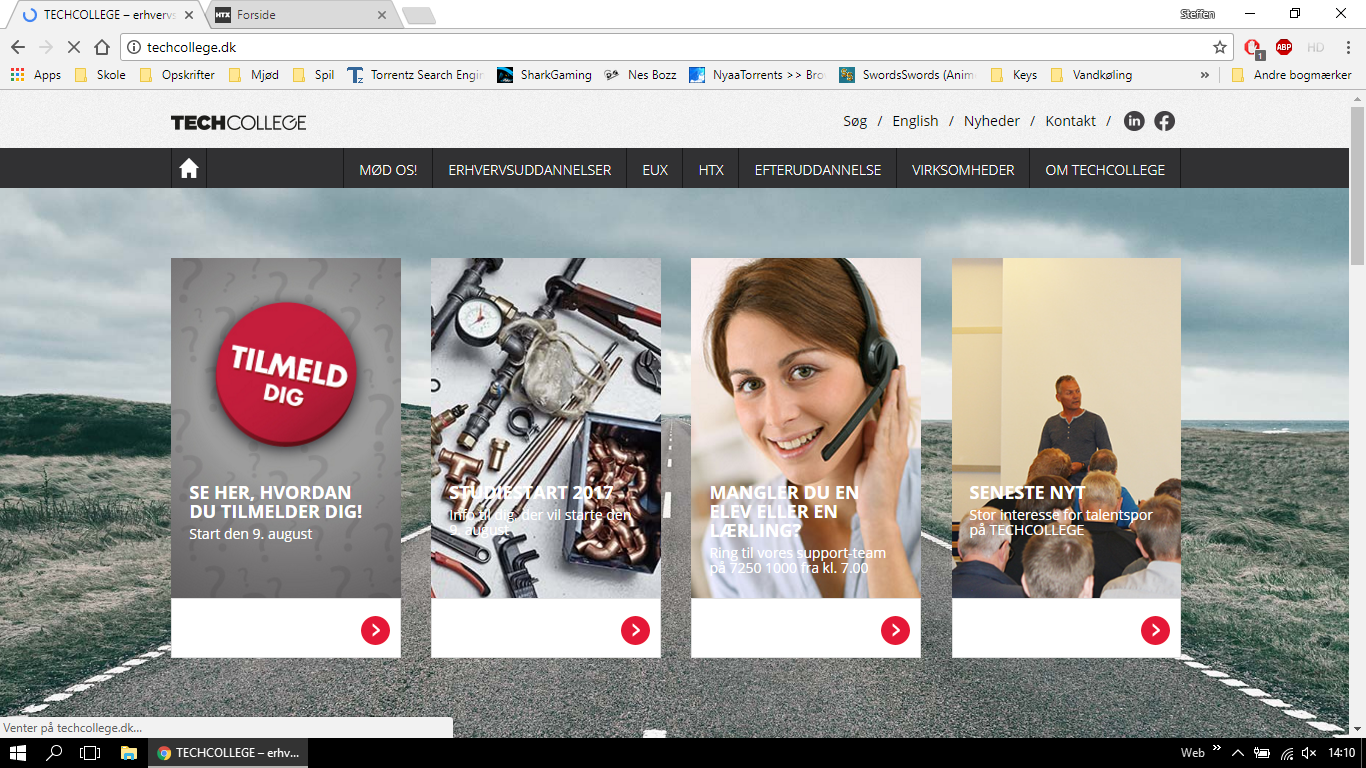 TECHCOLLEGE – erhvervs
HTX Forside
Steffen
techcollege.dk
1
ABP
HD
Apps Skole Opskrifter Mjød Spil Torrentz Search Engin SharkGaming Nes Bozz NyaaTorrents >> Bro SwordsSwords (Anim Keys Vandkøling » Andre bogmærker
TECHCOLLEGE
Søg / English / Nyheder / Kontakt / in f
MØD OS! ERHVERVSUDDANNELSER EUX HTX EFTERUDDANNELSE VIRKSOMHEDER OM TECHCOLLEGE
TILMELD
DIG
SE HER, HVORDAN
DU TILMELDER DIG!
Start den 9. august
STUDIESTART 2017
Info til dig, der vil starte den
9. august
MANGLER DU EN
ELEV ELLER EN
LÆRLING?
Ring til vores support-team
på 7250 1000 fra kl. 7.00
SENESTE NYT
Stor interesse for talentspor
på TECHCOLLEGE
Venter på techcollege.dk...
TECHCOLLEGE – erhv...
Web »
14:10